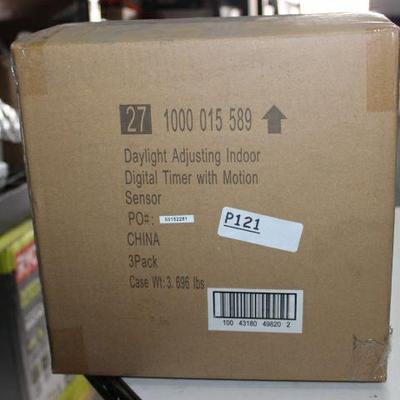 27 1000 015 589
Daylight Adjusting Indoor
Digital Timer with Motion
Sensor
PO#: 50152281
P121
CHINA
3Pack
Case Wt:3.696 lbs
100 43180 49820 2